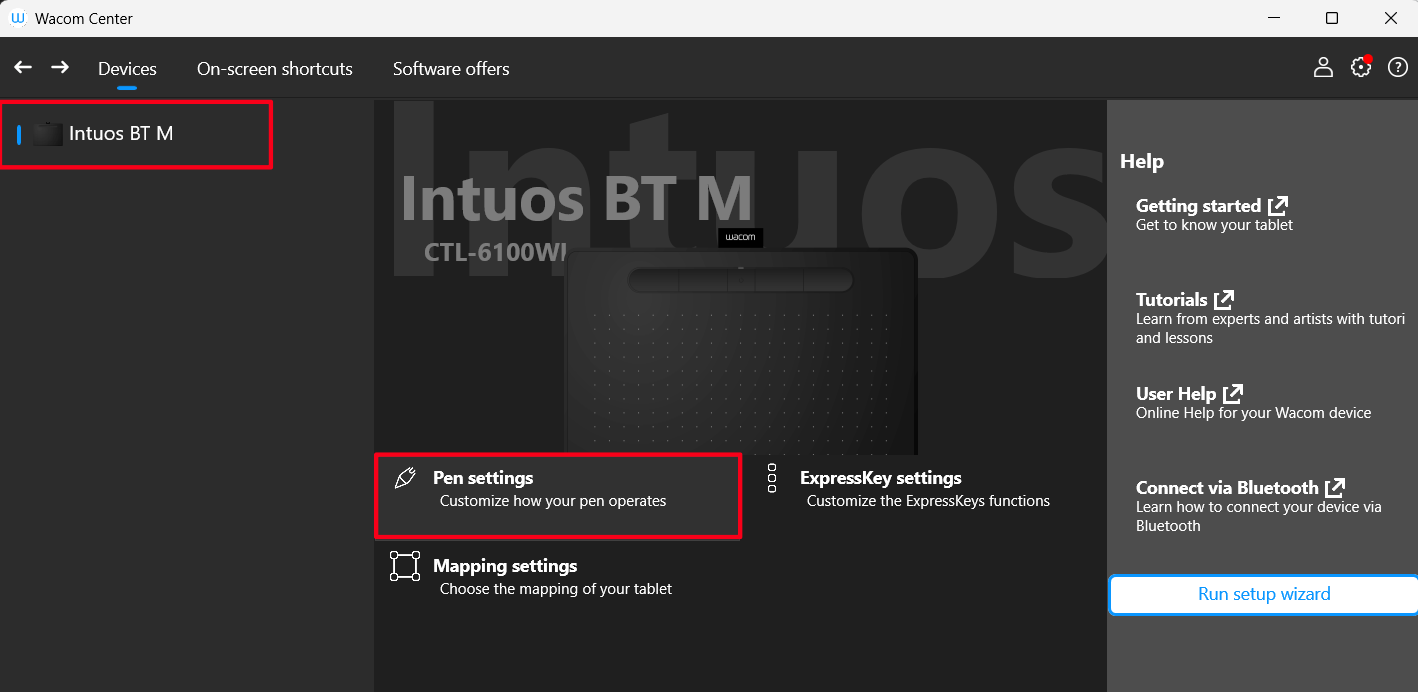 Wacom Center
Devices
On-screen shortcuts
Software offers
Intuos BT M
Intuos
Intuos BT M
CTL-6100WL
wacom
Pen settings
Customize how your pen operates
ExpressKey settings
Customize the ExpressKeys functions
Mapping settings
Choose the mapping of your tablet
Help
Getting started
Get to know your tablet
Tutorials
Learn from experts and artists with tutori
and lessons
User Help
Online Help for your Wacom device
Connect via Bluetooth
Learn how to connect your device via
Bluetooth
Run setup wizard